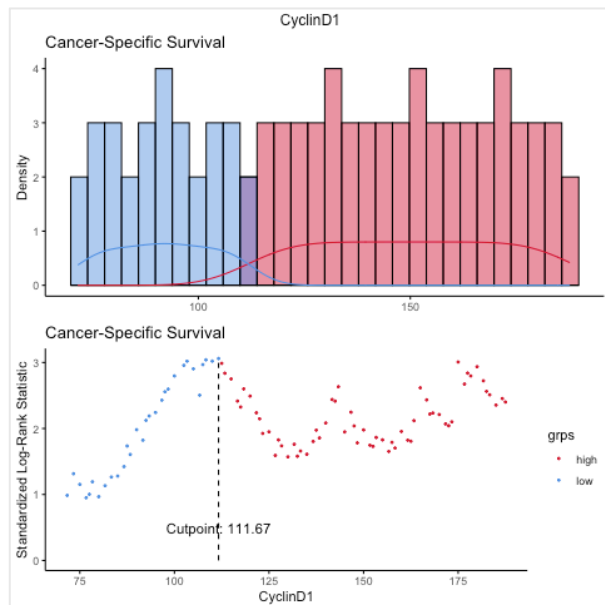 CyclinD1
Cancer-Specific Survival
4
3
2
1
0
Density
100 150
Cancer-Specific Survival
3
2
1
0
Standardized Log-Rank Statistic
Cutpoint: 111.67
75 100 125 150 175
CyclinD1
grps
high
low